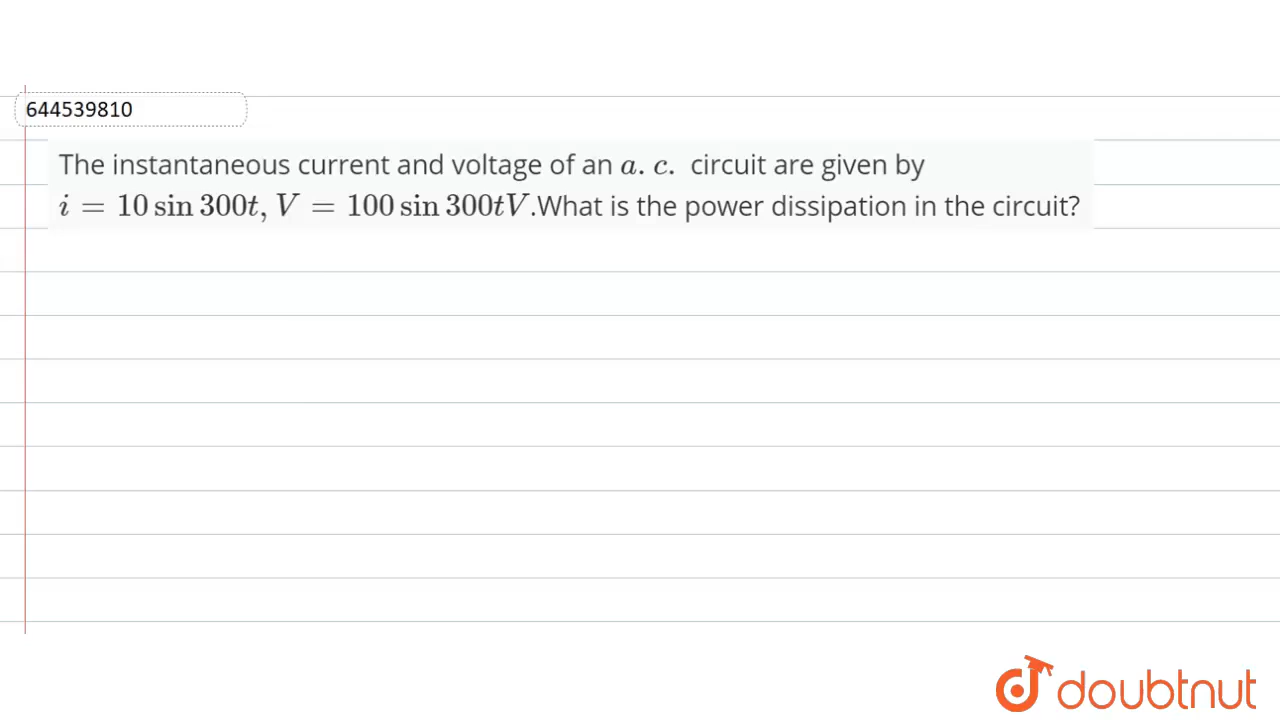 644539810
The instantaneous current and voltage of an a. c. circuit are given by
i = 10 sin 300t, V = 100 sin 300tV.What is the power dissipation in the circuit?
doubtnut